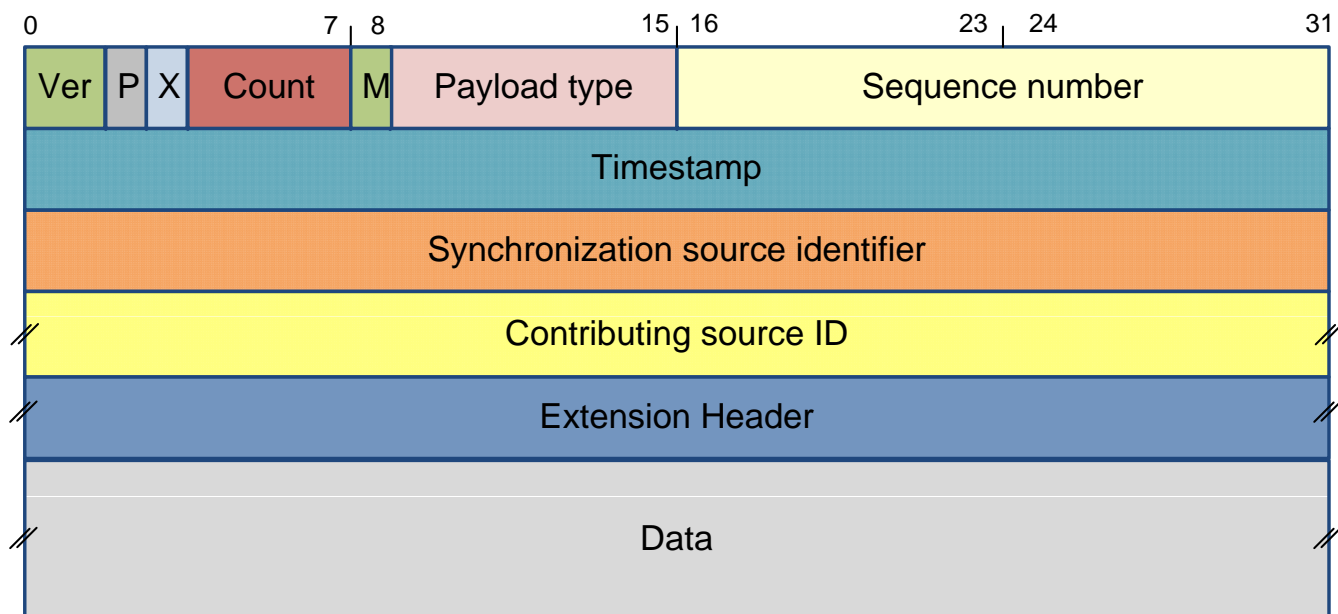 0 7 8 15 16 23 24 31
Ver P X Count M Payload type Sequence number
Timestamp
Synchronization source identifier
Contributing source ID
Extension Header
Data